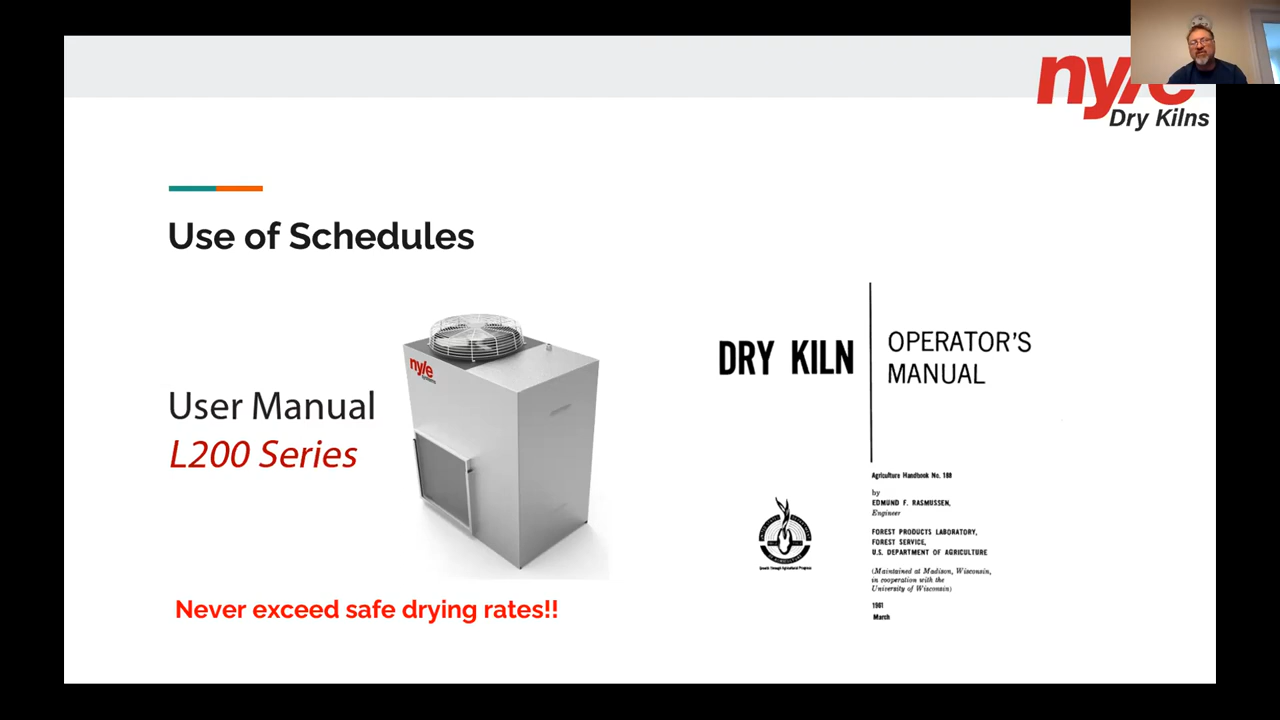 nyle
Dry Kilns
Use of Schedules
User Manual
L200 Series
nyle
systems
Never exceed safe drying rates!!
DRY KILN
OPERATOR'S
MANUAL
Agriculture Handbook No. 188
by
EDMUND F. RASMUSSEN,
Engineer
FOREST PRODUCTS LABORATORY,
FOREST SERVICE,
U.S. DEPARTMENT OF AGRICULTURE
(Maintained at Madison, Wisconsin,
in cooperation with the
University of Wisconsin)
1961
March